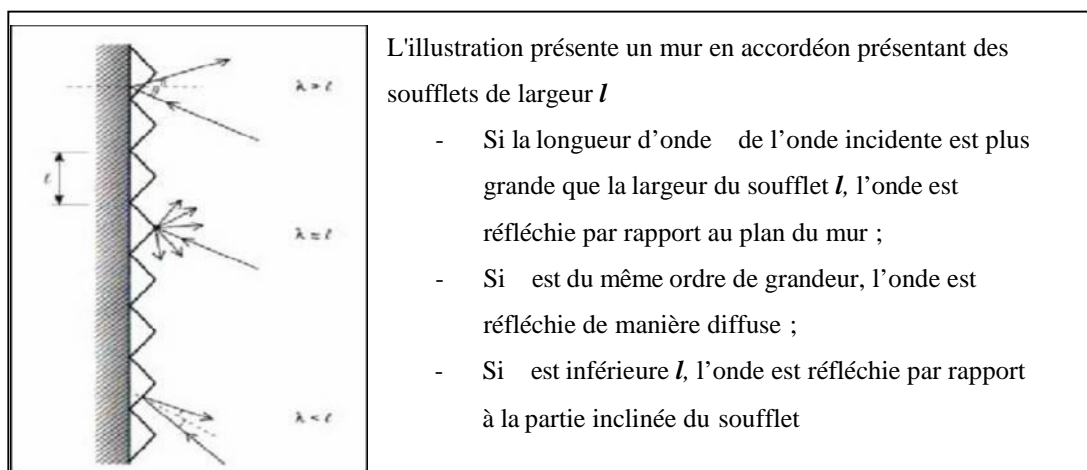 L'illustration présente un mur en accordéon présentant des
soufflets de largeur l
- Si la longueur d'onde de l'onde incidente est plus
grande que la largeur du soufflet l, l'onde est
réfléchie par rapport au plan du mur ;
- Si est du même ordre de grandeur, l'onde est
réfléchie de manière diffuse ;
- Si est inférieure l, l'onde est réfléchie par rapport
à la partie inclinée du soufflet
λ > ℓ
ℓ
λ = ℓ
λ < ℓ